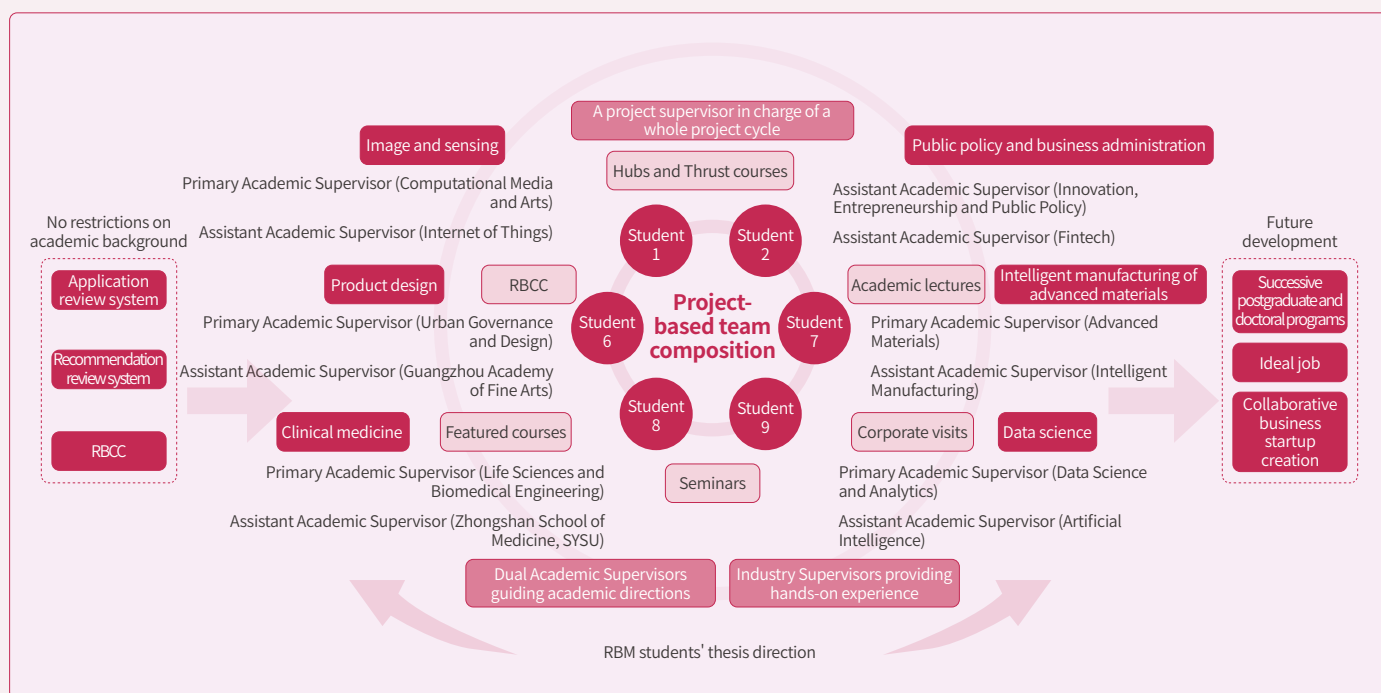 No restrictions on
academic background
Application
review system
Recommendation
review system
RBCC
Image and sensing
Primary Academic Supervisor (Computational Media
and Arts)
Assistant Academic Supervisor (Internet of Things)
Product design
RBCC
Primary Academic Supervisor (Urban Governance
and Design)
Assistant Academic Supervisor (Guangzhou Academy
of Fine Arts)
Clinical medicine
Featured courses
Primary Academic Supervisor (Life Sciences and
Biomedical Engineering)
Assistant Academic Supervisor (Zhongshan School of
Medicine, SYSU)
A project supervisor in charge of a
whole project cycle
Hubs and Thrust courses
Student
1
Student
2
Student
6
Project-
based team
composition
Student
7
Student
8
Student
9
Seminars
Public policy and business administration
Assistant Academic Supervisor (Innovation,
Entrepreneurship and Public Policy)
Assistant Academic Supervisor (Fintech)
Academic lectures
Intelligent manufacturing of
advanced materials
Primary Academic Supervisor (Advanced
Materials)
Assistant Academic Supervisor (Intelligent
Manufacturing)
Corporate visits
Data science
Primary Academic Supervisor (Data Science
and Analytics)
Assistant Academic Supervisor (Artificial
Intelligence)
Dual Academic Supervisors
guiding academic directions
Industry Supervisors providing
hands-on experience
RBM students' thesis direction
Future
development
Successive
postgraduate and
doctoral programs
Ideal job
Collaborative
business
startup
creation